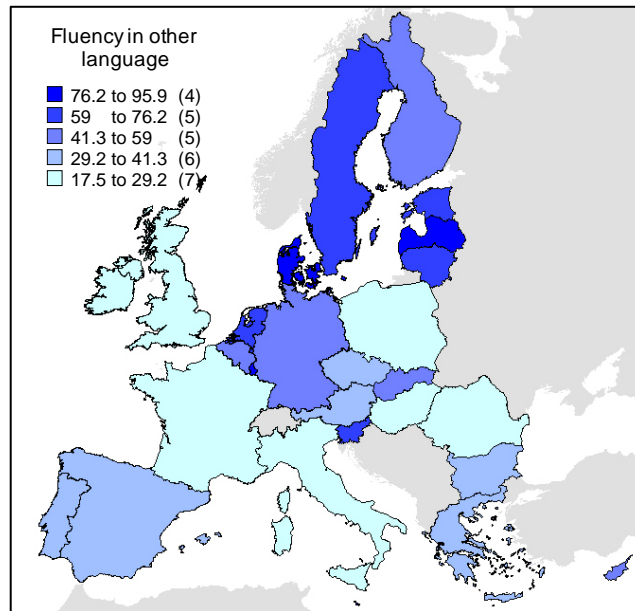 Fluency in other
language
76.2 to 95.9 (4)
59 to 76.2 (5)
41.3 to 59 (5)
29.2 to 41.3 (6)
17.5 to 29.2 (7)